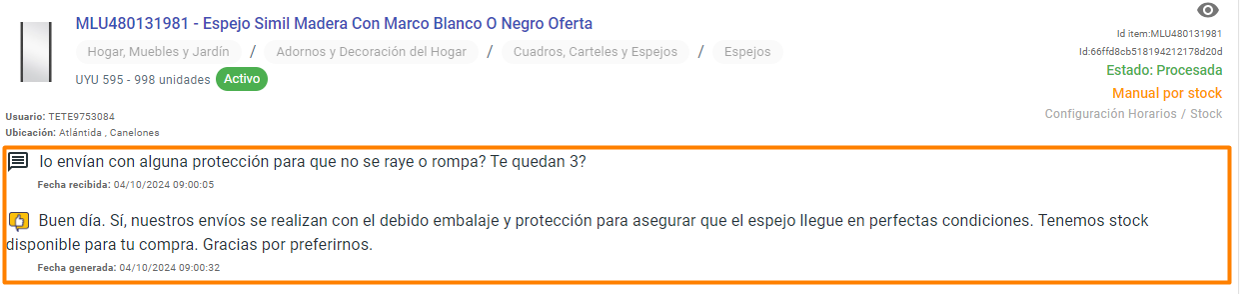 MLU480131981 - Espejo Simil Madera Con Marco Blanco O Negro Oferta
Hogar, Muebles y Jardín / Adornos y Decoración del Hogar / Cuadros, Carteles y Espejos / Espejos
UYU 595 - 998 unidades Activo
Id item:MLU480131981
Id:66ffd8cb518194212178d20d
Estado: Procesada
Manual por stock
Configuración Horarios / Stock
Usuario: TETE9753084
Ubicación: Atlántida , Canelones
lo envían con alguna protección para que no se raye o rompa? Te quedan 3?
Fecha recibida: 04/10/2024 09:00:05
Buen día. Sí, nuestros envíos se realizan con el debido embalaje y protección para asegurar que el espejo llegue en perfectas condiciones. Tenemos stock
disponible para tu compra. Gracias por preferirnos.
Fecha generada: 04/10/2024 09:00:32